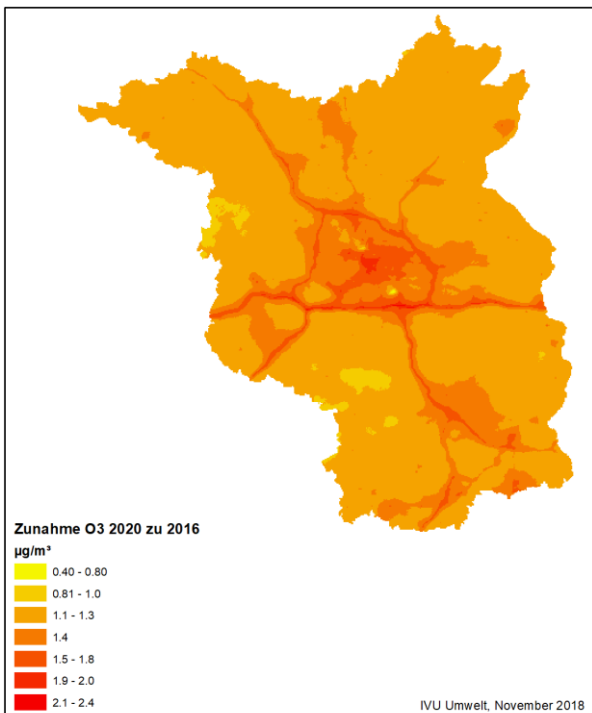 Zunahme O3 2020 zu 2016
µg/m³
0.40 - 0.80
0.81 - 1.0
1.1 - 1.3
1.4
1.5 - 1.8
1.9 - 2.0
2.1 - 2.4
IVU Umwelt, November 2018